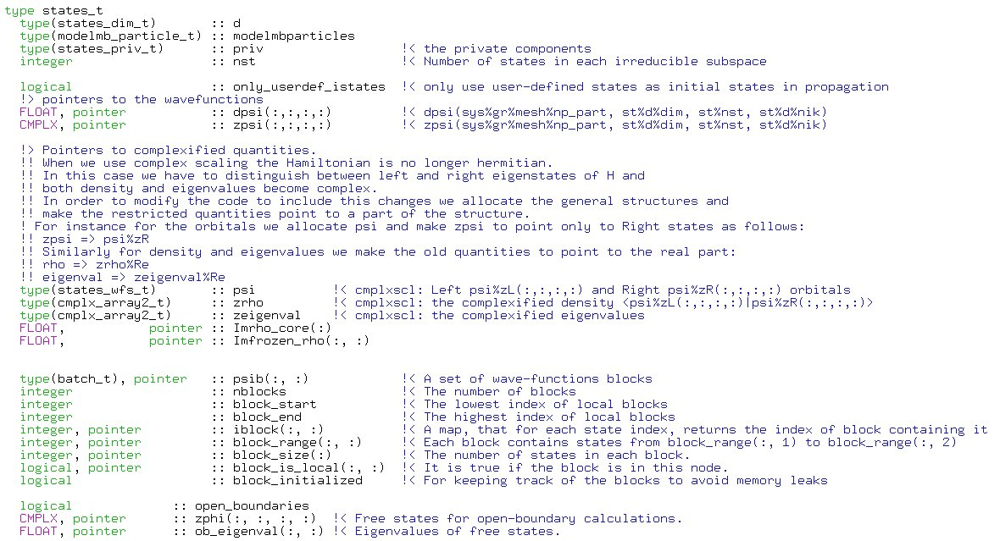 type states_t
  type(states_dim_t)       :: d
  type(modelmb_particle_t) :: modelmbparticles
  type(states_priv_t)      :: priv                  !< the private components
  integer                  :: nst                   !< Number of states in each irreducible subspace

  logical                  :: only_userdef_istates  !< only use user-defined states as initial states in propagation
  !> pointers to the wavefunctions
  FLOAT, pointer           :: dpsi(:,:,:,:)         !< dpsi(sys%gr%mesh%np_part, st%d%dim, st%nst, st%d%nik)
  CMPLX, pointer           :: zpsi(:,:,:,:)         !< zpsi(sys%gr%mesh%np_part, st%d%dim, st%nst, st%d%nik)

  !> Pointers to complexified quantities.
  !! When we use complex scaling the Hamiltonian is no longer hermitian.
  !! In this case we have to distinguish between left and right eigenstates of H and
  !! both density and eigenvalues become complex.
  !! In order to modify the code to include this changes we allocate the general structures and
  !! make the restricted quantities point to a part of the structure.
  ! For instance for the orbitals we allocate psi and make zpsi to point only to Right states as follows:
  !! zpsi => psi%zR
  !! Similarly for density and eigenvalues we make the old quantities to point to the real part:
  !! rho => zrho%Re
  !! eigenval => zeigenval%Re
  type(states_wfs_t)       :: psi          !< cmplxscl: Left psi%zL(:,:,:,:) and Right psi%zR(:,:,:,:) orbitals
  type(cmplx_array2_t)     :: zrho         !< cmplxscl: the complexified density <psi%zL(:,:,:,:)|psi%zR(:,:,:,:)>
  type(cmplx_array2_t)     :: zeigenval    !< cmplxscl: the complexified eigenvalues
  FLOAT,           pointer :: Imrho_core(:)
  FLOAT,           pointer :: Imfrozen_rho(:, :)

  type(batch_t), pointer   :: psib(:, :)            !< A set of wave-functions blocks
  integer                  :: nblocks               !< The number of blocks
  integer                  :: block_start           !< The lowest index of local blocks
  integer                  :: block_end             !< The highest index of local blocks
  integer, pointer         :: iblock(:, :)          !< A map, that for each state index, returns the index of block containing it
  integer, pointer         :: block_range(:, :)     !< Each block contains states from block_range(:, 1) to block_range(:, 2)
  integer, pointer         :: block_size(:)         !< The number of states in each block.
  logical, pointer         :: block_is_local(:, :)  !< It is true if the block is in this node.
  logical                  :: block_initialized     !< For keeping track of the blocks to avoid memory leaks

  logical             :: open_boundaries
  CMPLX, pointer      :: zphi(:, :, :, :)  !< Free states for open-boundary calculations.
  FLOAT, pointer      :: ob_eigenval(:, :) !< Eigenvalues of free states.